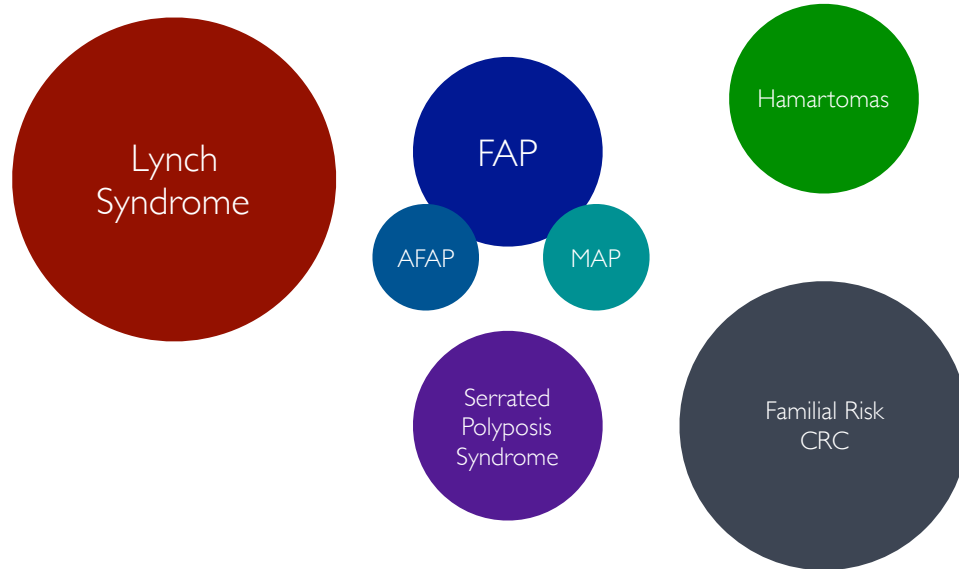 Lynch
Syndrome
FAP
Hamartomas
AFAP
MAP
Serrated
Polyposis
Syndrome
Familial Risk
CRC